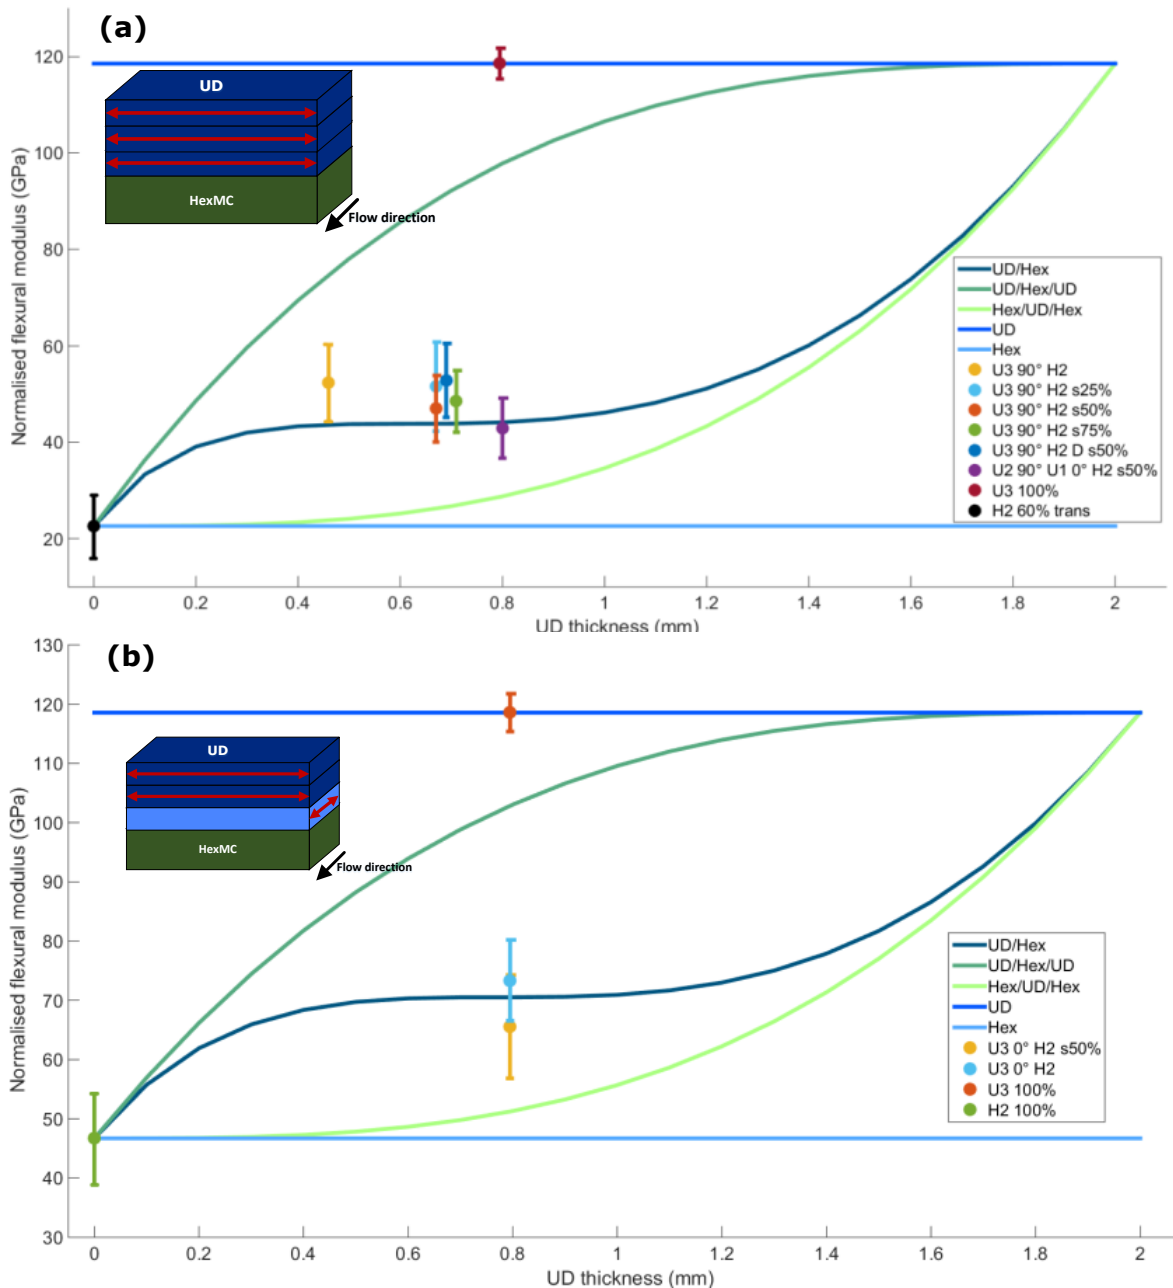 (a)
Normalised flexural modulus (GPa)
120
100
80
60
40
20
UD
HexMC
Flow direction
UD/Hex
UD/Hex/UD
Hex/UD/Hex
UD
Hex
U3 90° H2
U3 90° H2 s25%
U3 90° H2 s50%
U3 90° H2 s75%
U3 90° H2 D s50%
U2 90° U1 0° H2 s50%
U3 100%
H2 60% trans
0 0.2 0.4 0.6 0.8 1 1.2 1.4 1.6 1.8 2
UD thickness (mm)
(b)
Normalised flexural modulus (GPa)
130
120
110
100
90
80
70
60
50
40
30
UD
HexMC
Flow direction
UD/Hex
UD/Hex/UD
Hex/UD/Hex
UD
Hex
U3 0° H2 s50%
U3 0° H2
U3 100%
H2 100%
0 0.2 0.4 0.6 0.8 1 1.2 1.4 1.6 1.8 2
UD thickness (mm)